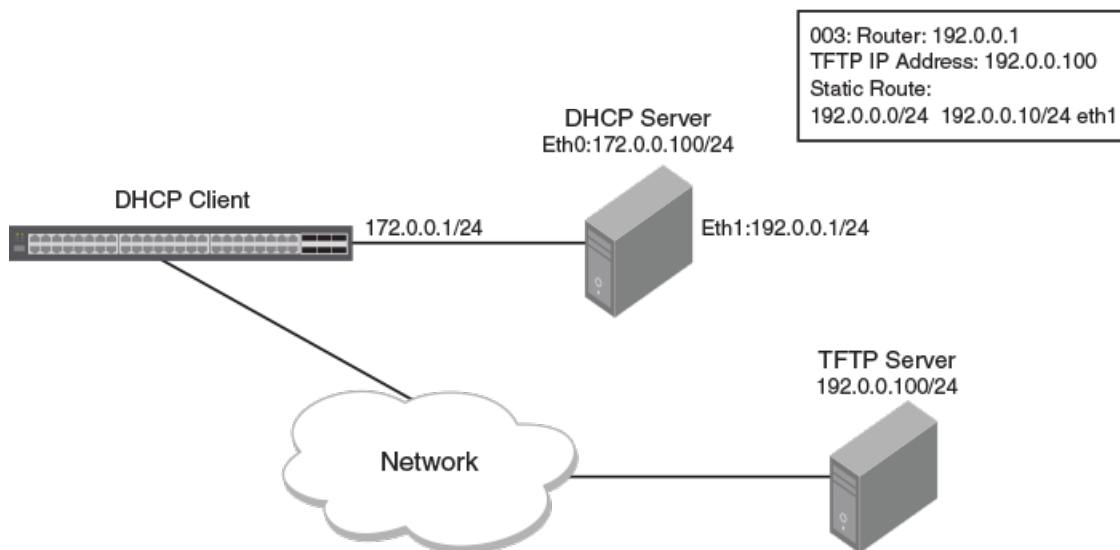 003: Router: 192.0.0.1
TFTP IP Address: 192.0.0.100
Static Route:
192.0.0.0/24 192.0.0.10/24 eth1
DHCP Server
Eth0:172.0.0.100/24
DHCP Client
172.0.0.1/24
Eth1:192.0.0.1/24
TFTP Server
192.0.0.100/24
Network